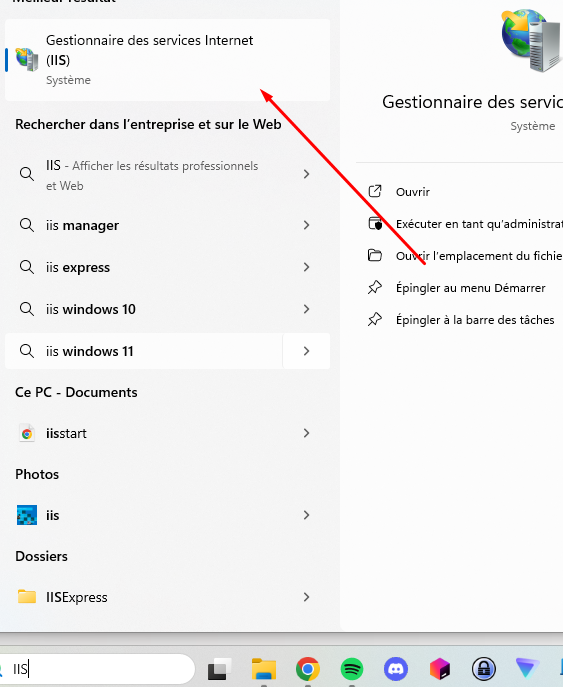 Meilleur résultat
Gestionnaire des services Internet
(IIS)
Système
Rechercher dans l'entreprise et sur le Web
IIS - Afficher les résultats professionnels
et Web
iis manager
iis express
iis windows 10
iis windows 11
Ce PC - Documents
iisstart
Photos
iis
Dossiers
IISExpress
Gestionnaire des servic
Système
Ouvrir
Exécuter en tant qu'administrat
Ouvrir l'emplacement du fichie
Épingler au menu Démarrer
Épingler à la barre des tâches
IIS